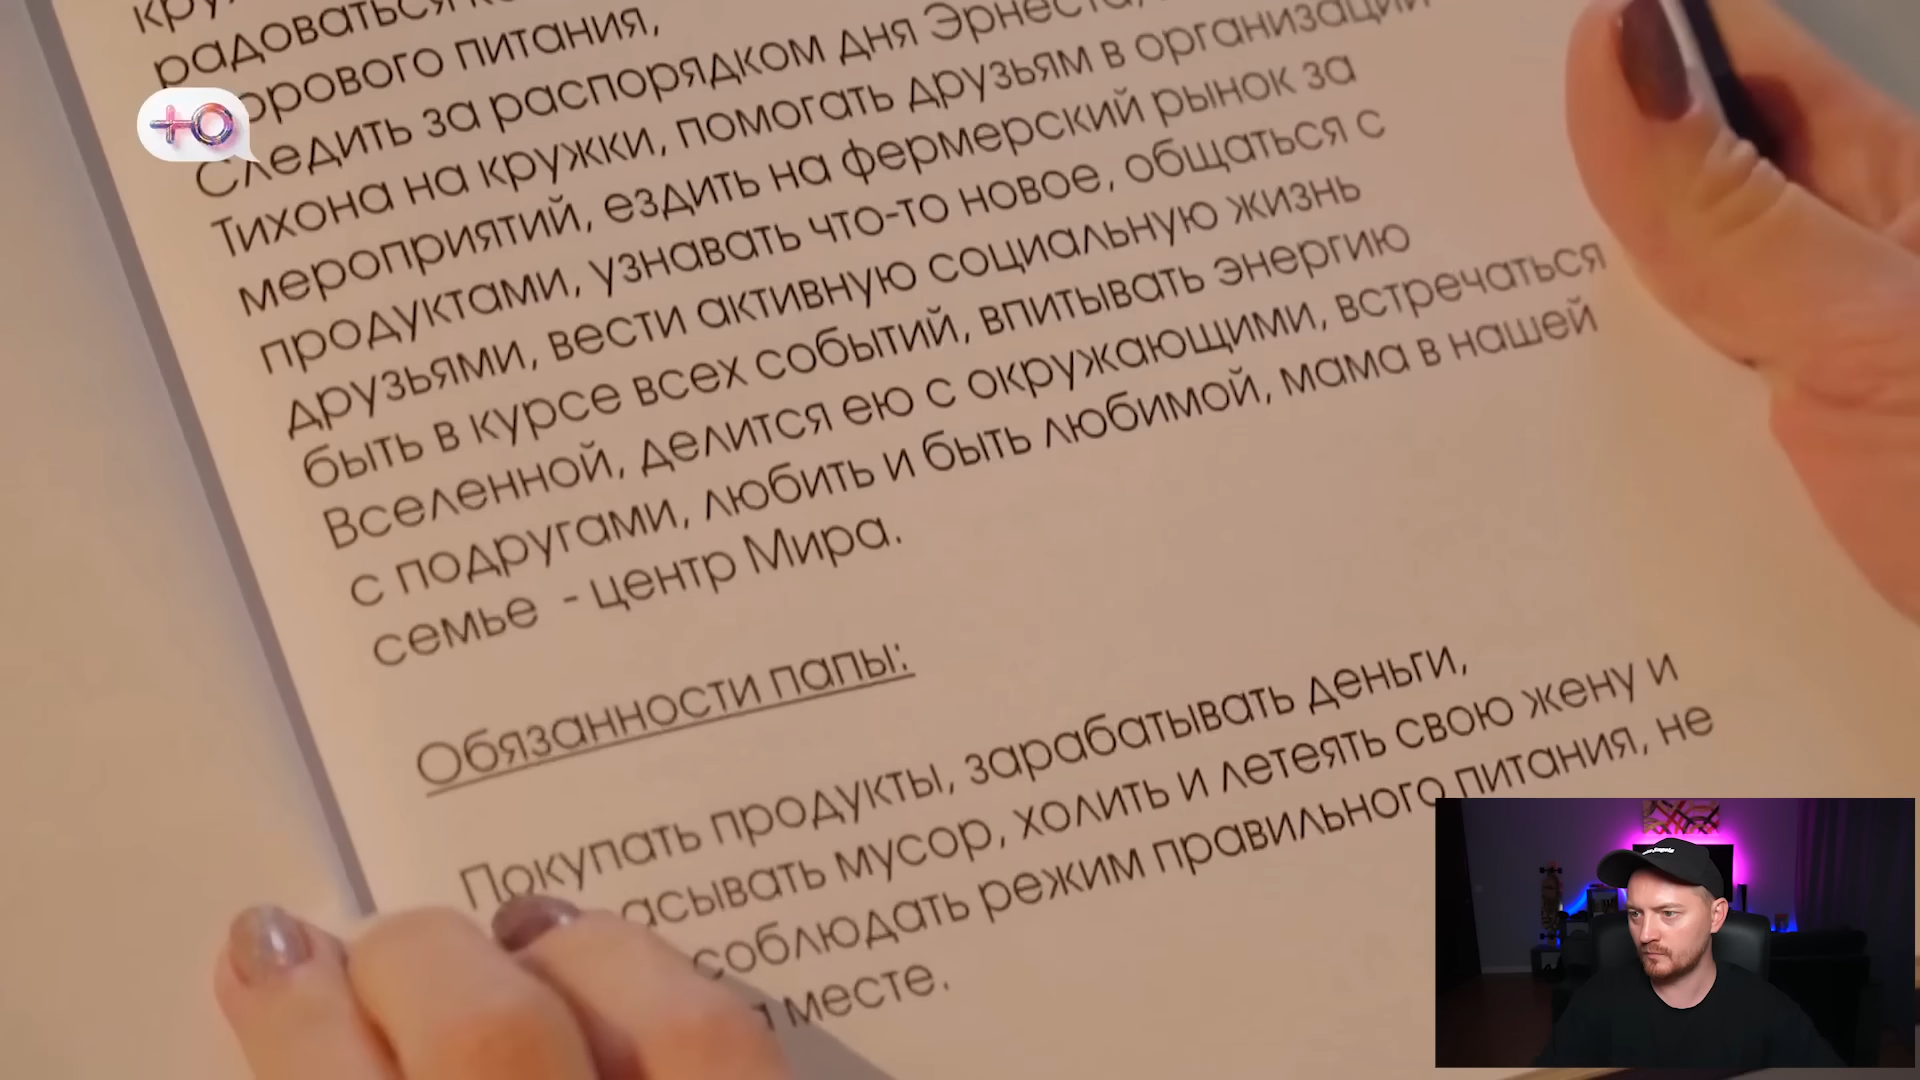 радоваться
орового питания,
Следить за распорядком дня Эрнеста,
Тихона на кружки, помогать друзьям в организации
мероприятий, ездить на фермерский рынок за
продуктами, узнавать что-то новое, общаться с
друзьями, вести активную социальную жизнь
быть в курсе всех событий, впитывать энергию
Вселенной, делится ею с окружающими, встречаться
с подругами, любить и быть любимой, мама в нашей
семье - центр Мира.
Обязанности папы:
Покупать продукты, зарабатывать деньги,
асывать мусор, холить и летеять свою жену и
соблюдать режим правильного питания, не
месте.
Ю